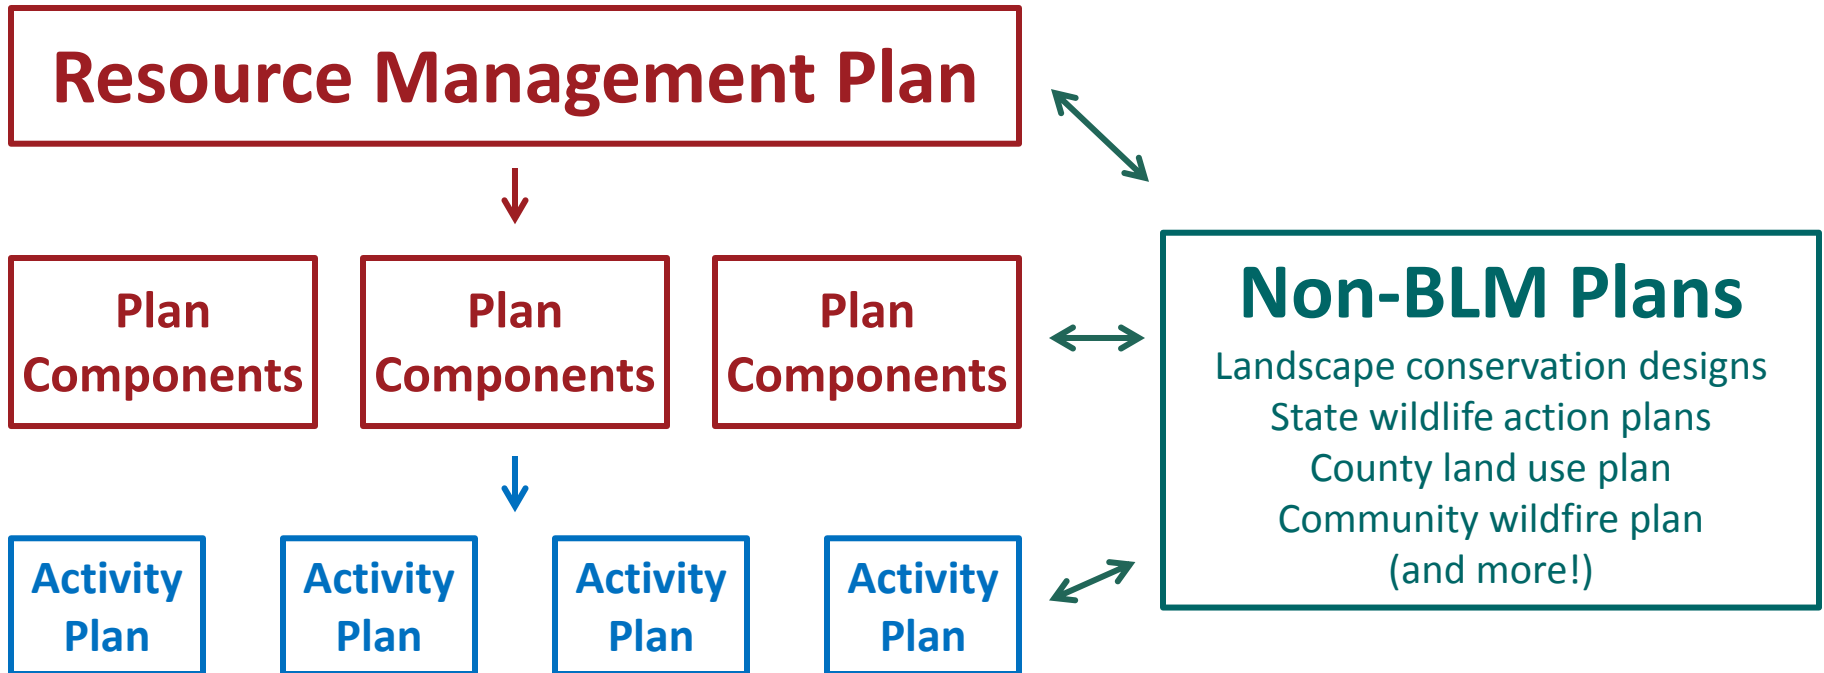 Resource Management Plan
Plan
Components
Plan
Components
Plan
Components
Activity
Plan
Activity
Plan
Activity
Plan
Activity
Plan
Non-BLM Plans
Landscape conservation designs
State wildlife action plans
County land use plan
Community wildfire plan
(and more!)